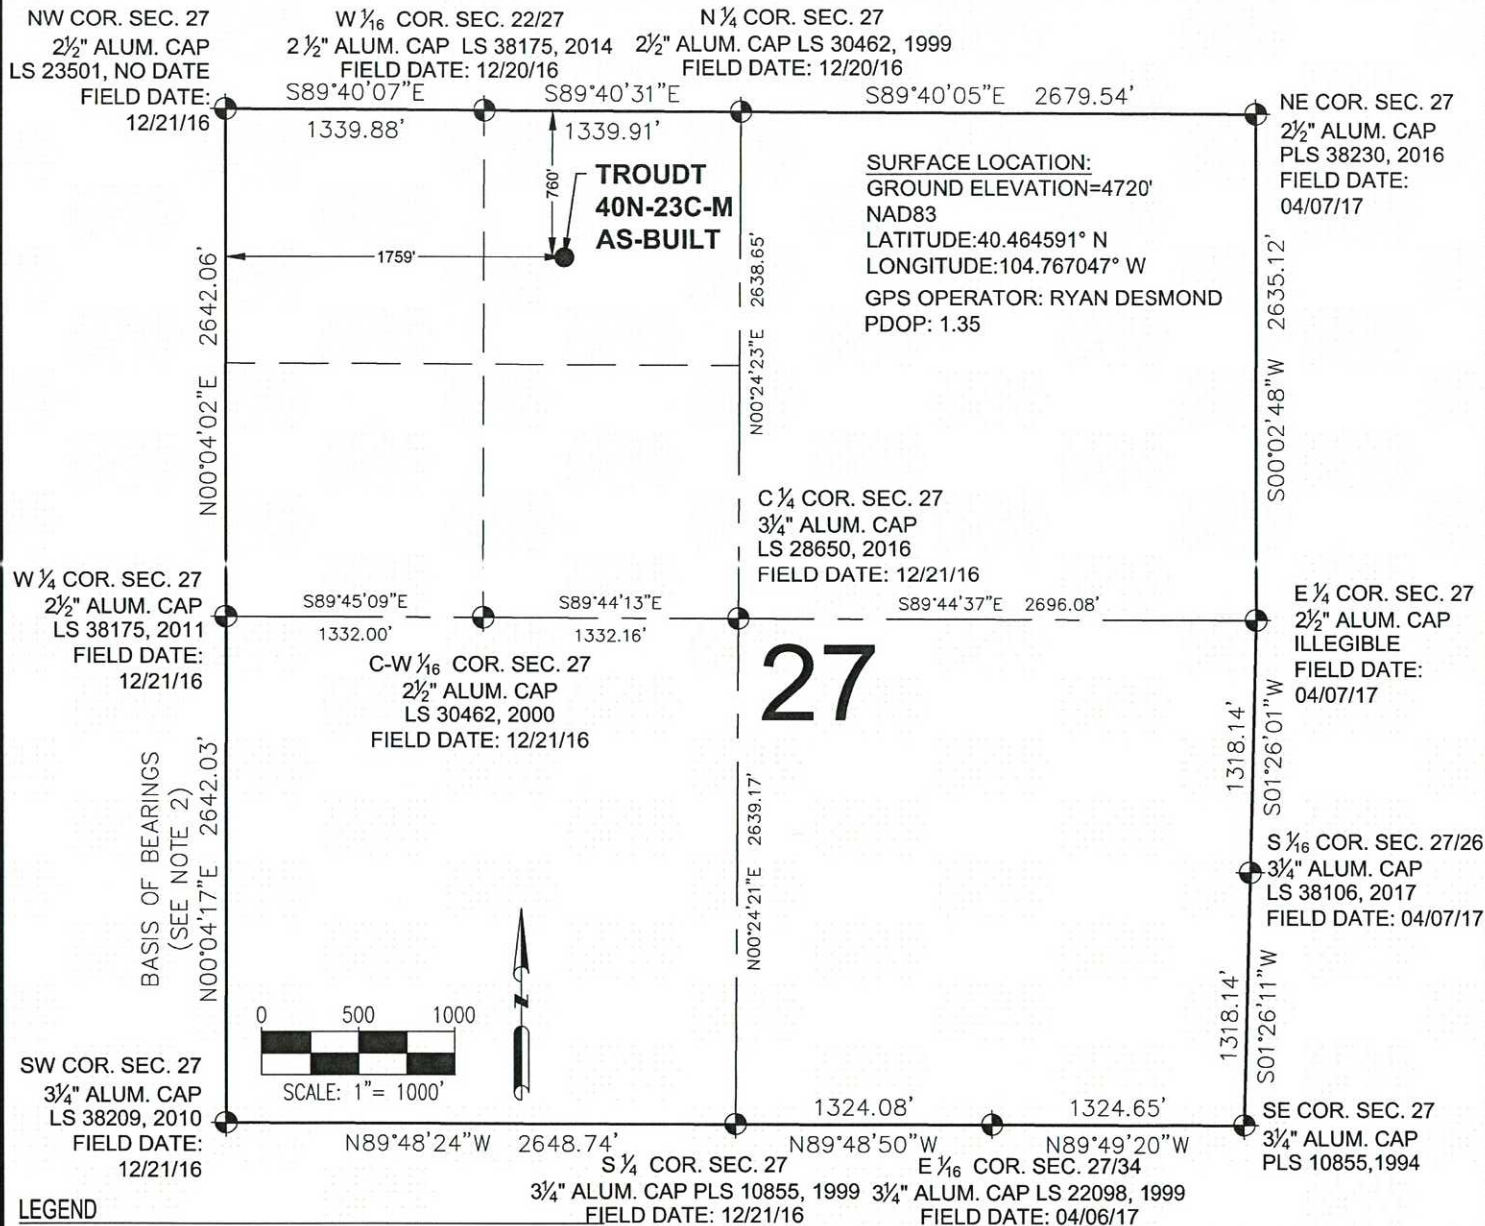 NW COR. SEC. 27
2½" ALUM. CAP
LS 23501, NO DATE
FIELD DATE:
12/21/16
W 1⁄16 COR. SEC. 22/27
2 ½" ALUM. CAP LS 38175, 2014
FIELD DATE: 12/20/16
N ¼ COR. SEC. 27
2½" ALUM. CAP LS 30462, 1999
FIELD DATE: 12/20/16
S89°40'07"E
1339.88'
S89°40'31"E
1339.91'
S89°40'05"E 2679.54'
NE COR. SEC. 27
2½" ALUM. CAP
PLS 38230, 2016
FIELD DATE:
04/07/17
760'
TROUDT
40N-23C-M
AS-BUILT
1759'
SURFACE LOCATION:
GROUND ELEVATION=4720'
NAD83
LATITUDE:40.464591° N
LONGITUDE:104.767047° W
GPS OPERATOR: RYAN DESMOND
PDOP: 1.35
N00°04'02"E 2642.06'
N00°24'23"E 2638.65'
S00°02'48"W 2635.12'
C ¼ COR. SEC. 27
3¼" ALUM. CAP
LS 28650, 2016
FIELD DATE: 12/21/16
W ¼ COR. SEC. 27
2½" ALUM. CAP
LS 38175, 2011
FIELD DATE:
12/21/16
S89°45'09"E
1332.00'
S89°44'13"E
1332.16'
S89°44'37"E 2696.08'
E ¼ COR. SEC. 27
2½" ALUM. CAP
ILLEGIBLE
FIELD DATE:
04/07/17
C-W 1⁄16 COR. SEC. 27
2½" ALUM. CAP
LS 30462, 2000
FIELD DATE: 12/21/16
27
BASIS OF BEARINGS
(SEE NOTE 2)
N00°04'17"E 2642.03'
N00°24'21"E 2639.17'
1318.14'
S01°26'01"W
S 1⁄16 COR. SEC. 27/26
3¼" ALUM. CAP
LS 38106, 2017
FIELD DATE: 04/07/17
1318.14'
S01°26'11"W
0 500 1000
SCALE: 1"= 1000'
N
SW COR. SEC. 27
3¼" ALUM. CAP
LS 38209, 2010
FIELD DATE:
12/21/16
N89°48'24"W 2648.74'
1324.08'
N89°48'50"W
1324.65'
N89°49'20"W
SE COR. SEC. 27
3¼" ALUM. CAP
PLS 10855,1994
S ¼ COR. SEC. 27
3¼" ALUM. CAP PLS 10855, 1999
FIELD DATE: 12/21/16
E 1⁄16 COR. SEC. 27/34
3¼" ALUM. CAP LS 22098, 1999
FIELD DATE: 04/06/17
LEGEND